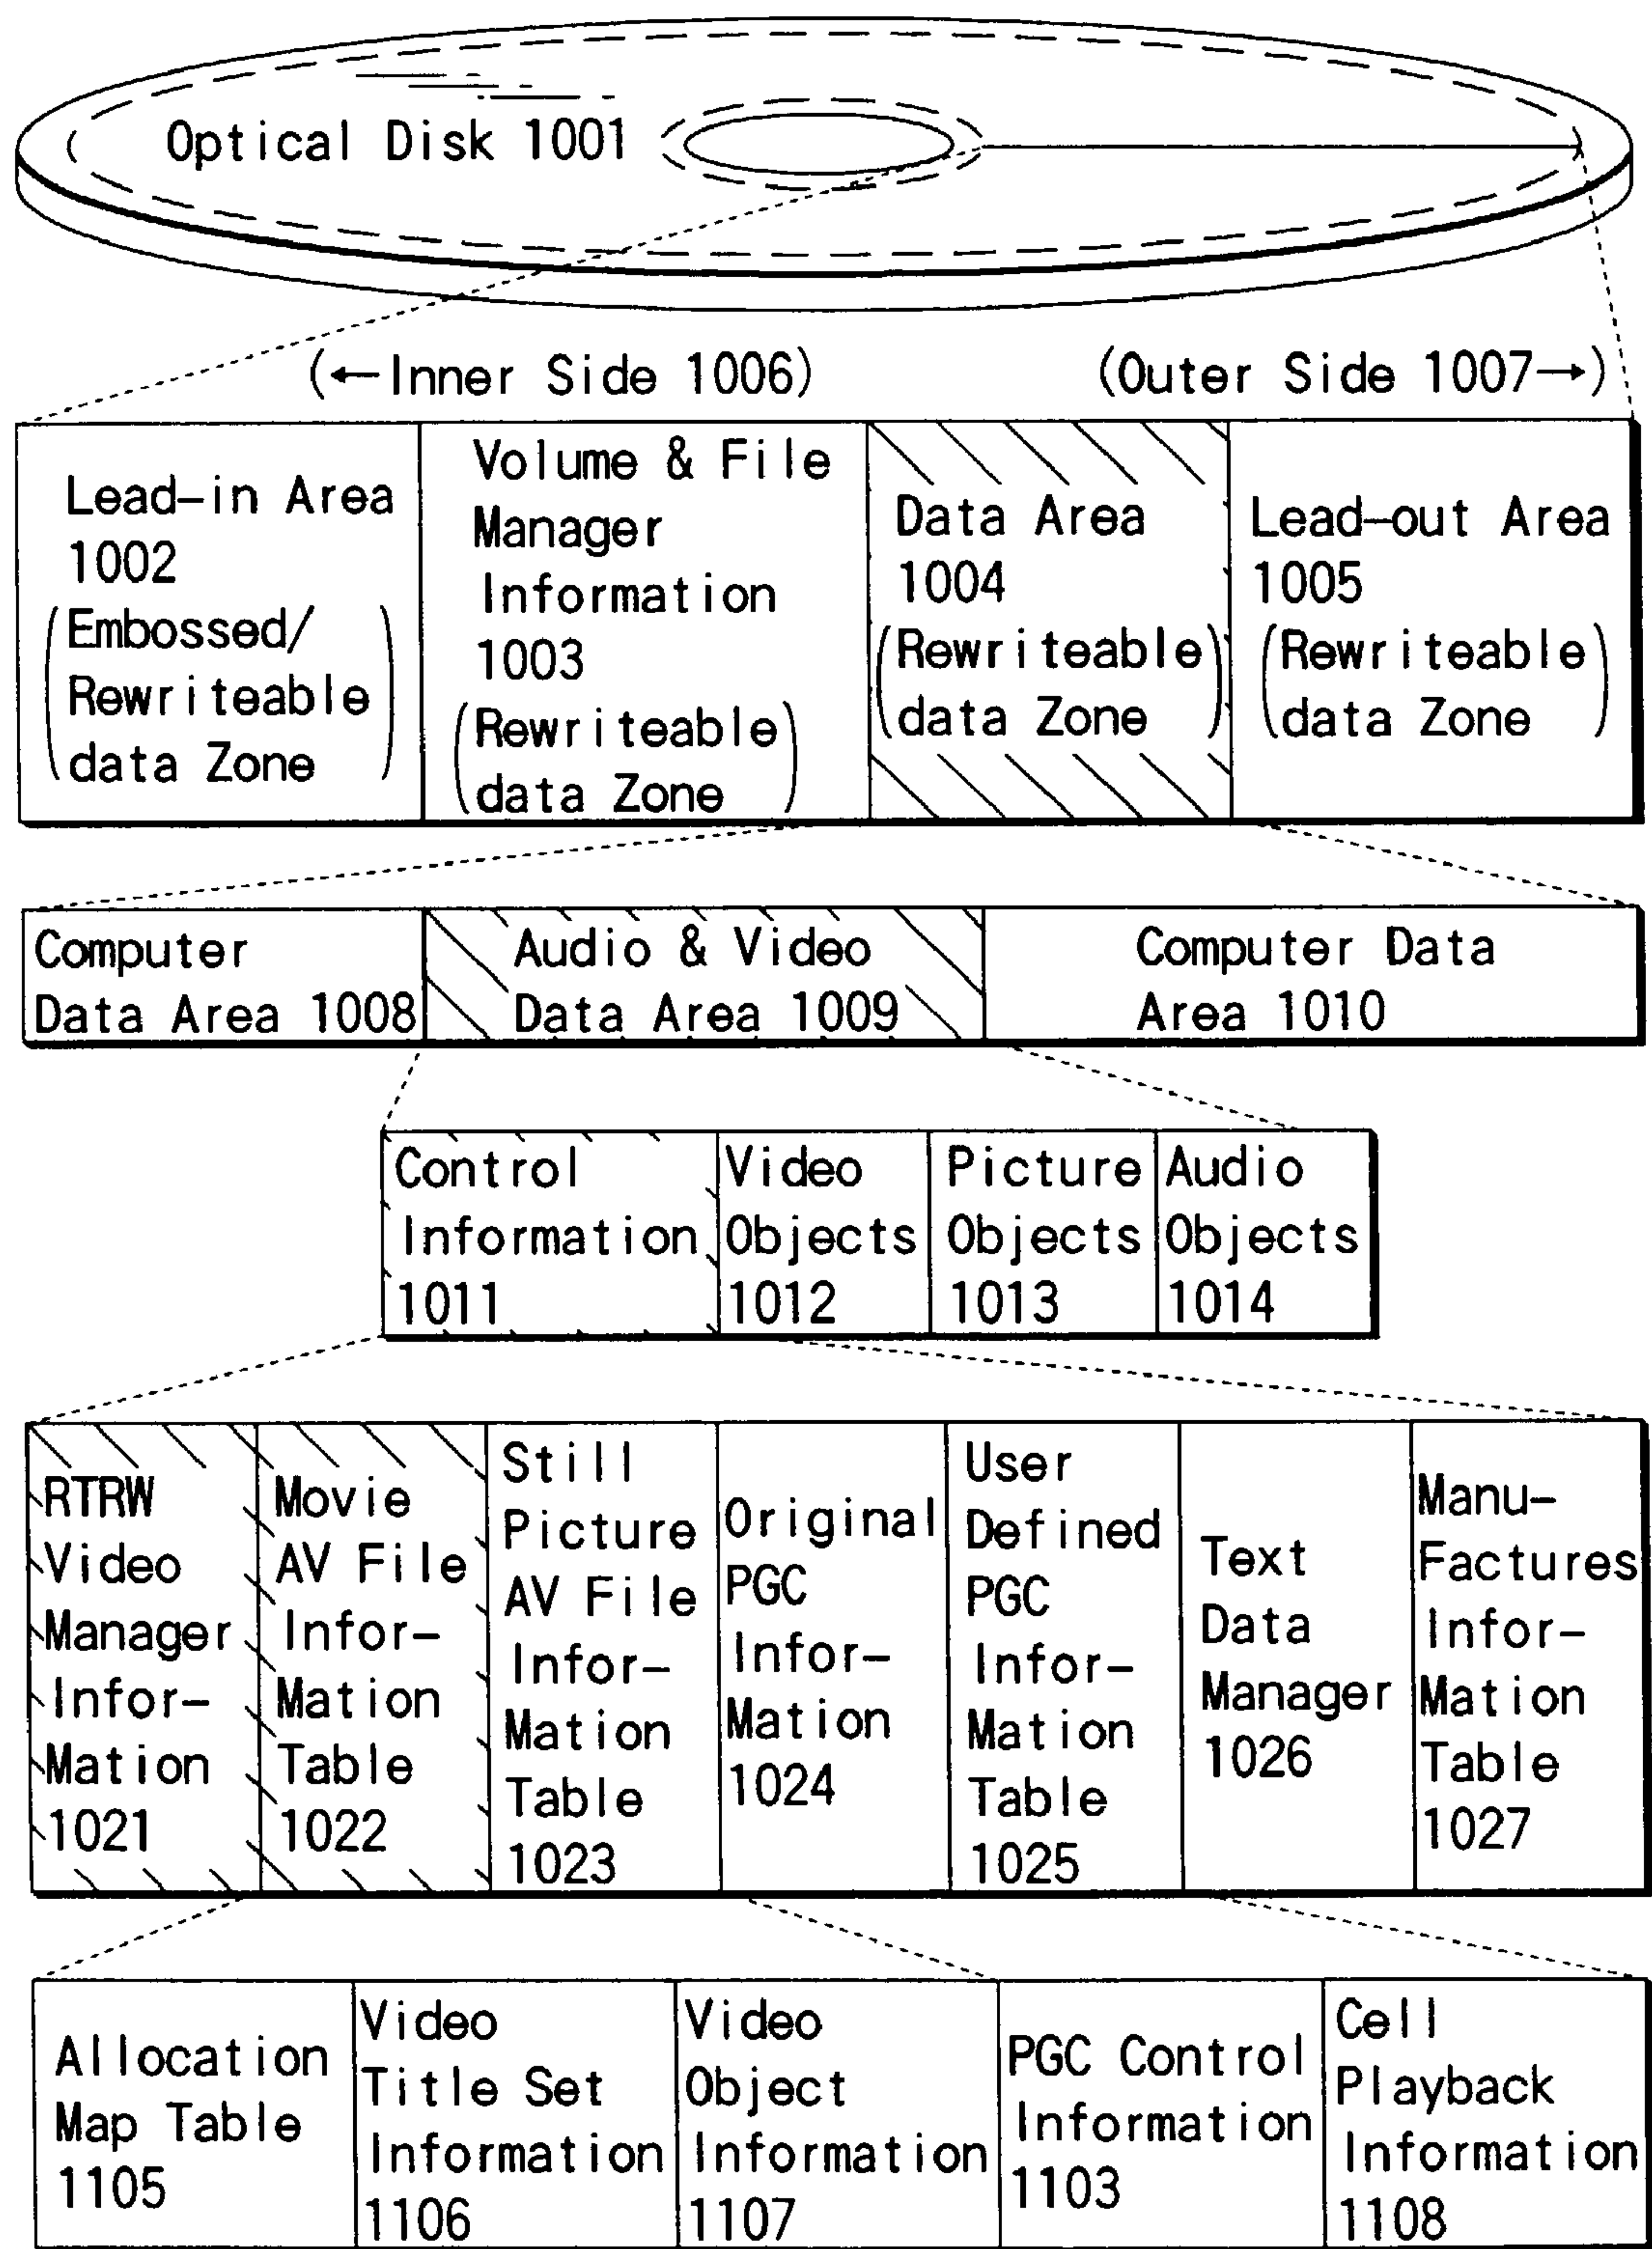 Optical Disk 1001
(←Inner Side 1006)
(Outer Side 1007→)
Lead-in Area
1002
(Embossed/
Rewriteable
data Zone)
Volume & File
Manager
Information
1003
(Rewriteable
data Zone)
Data Area
1004
(Rewriteable
data Zone)
Lead-out Area
1005
(Rewriteable
data Zone)
Computer
Data Area 1008
Audio & Video
Data Area 1009
Computer Data
Area 1010
Control
Information
1011
Video
Objects
1012
Picture
Objects
1013
Audio
Objects
1014
RTRW
Video
Manager
Infor-
Mation
1021
Movie
AV File
Infor-
Mation
Table
1022
Still
Picture
AV File
Infor-
Mation
Table
1023
Original
PGC
Infor-
Mation
1024
User
Defined
PGC
Infor-
Mation
Table
1025
Text
Data
Manager
1026
Manu-
Factures
Infor-
Mation
Table
1027
Allocation
Map Table
1105
Video
Title Set
Information
1106
Video
Object
Information
1107
PGC Control
Information
1103
Cell
Playback
Information
1108